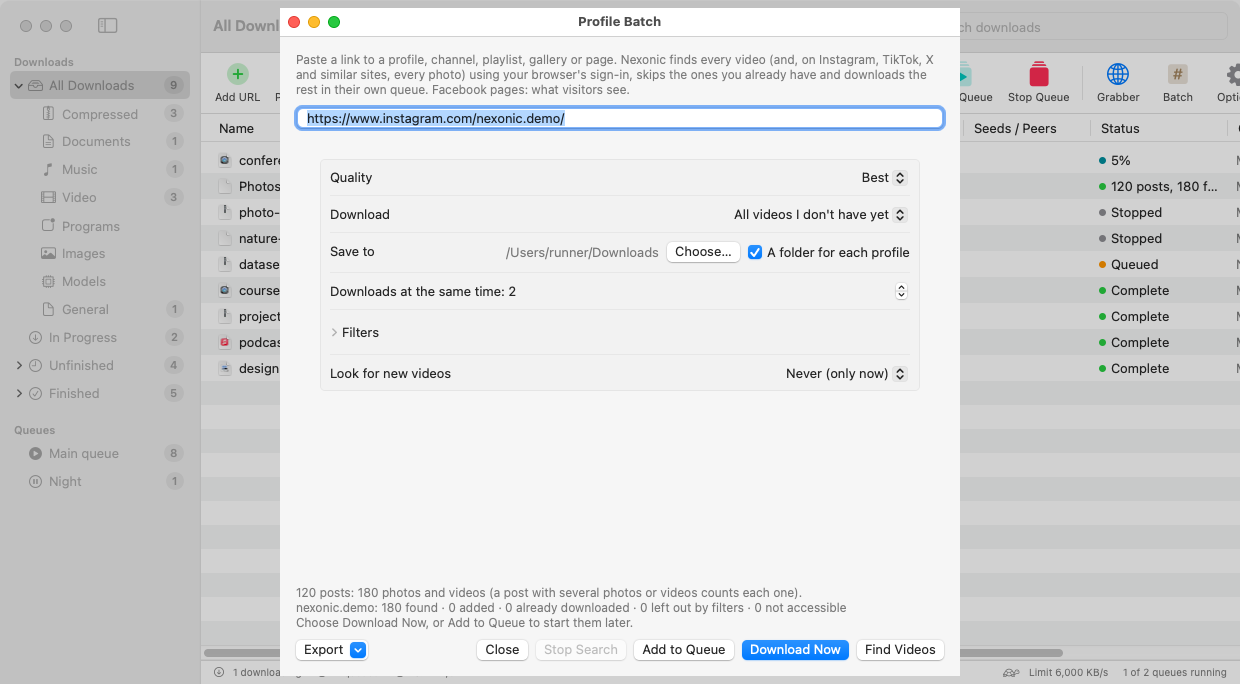 Profile Batch
All Down
ch downloads
Downloads
All Downloads 9
Compressed 3
Documents 1
Music 1
Video 3
Programs
Images
Models
General 1
In Progress 2
Unfinished 4
Finished 5
Queues
Main queue 8
Night 1
Add URL
Queue
Stop Queue
Grabber
Batch
Opti
Name
Seeds / Peers
Status
confere
5%
Photos
120 posts, 180 f...
photo-
Stopped
nature-
Stopped
datase
Queued
course
Complete
project
Complete
podcas
Complete
design
Complete
Paste a link to a profile, channel, playlist, gallery or page. Nexonic finds every video (and, on Instagram, TikTok, X
and similar sites, every photo) using your browser's sign-in, skips the ones you already have and downloads the
rest in their own queue. Facebook pages: what visitors see.
https://www.instagram.com/nexonic.demo/
Quality Best
Download All videos I don't have yet
Save to /Users/runner/Downloads Choose... A folder for each profile
Downloads at the same time: 2
Filters
Look for new videos Never (only now)
120 posts: 180 photos and videos (a post with several photos or videos counts each one).
nexonic.demo: 180 found · 0 added · 0 already downloaded · 0 left out by filters · 0 not accessible
Choose Download Now, or Add to Queue to start them later.
Export Close Stop Search Add to Queue Download Now Find Videos
1 downloa
Limit 6,000 KB/s 1 of 2 queues running